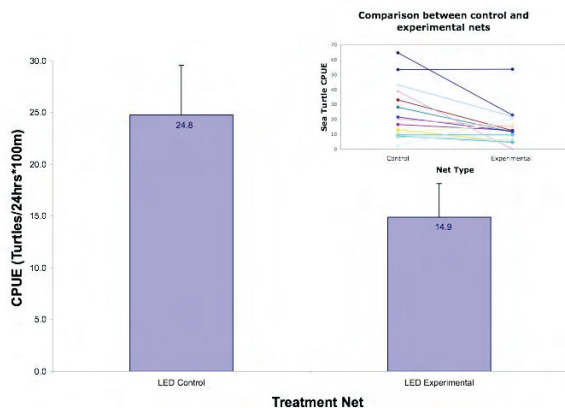 Comparison between control and
experimental nets
Sea Turtle CPUE
70
60
50
40
30
20
10
0
Control
Experimental
Net Type
CPUE (Turtles/24hrs*100m)
30.0
25.0
20.0
15.0
10.0
5.0
0.0
24.8
14.9
LED Control
LED Experimental
Treatment Net